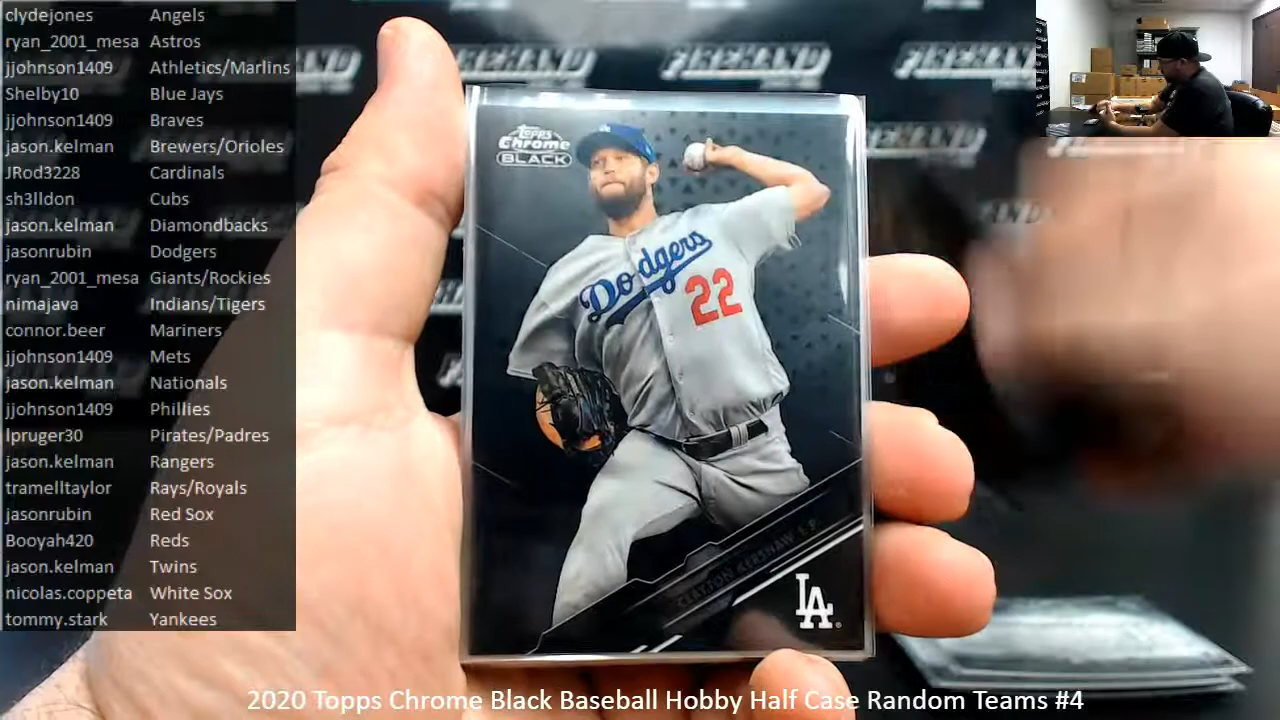 clydejones Angels
ryan_2001_mesa Astros
jjohnson1409 Athletics/Marlins
Shelby10 Blue Jays
jjohnson1409 Braves
jason.kelman Brewers/Orioles
JRod3228 Cardinals
sh3lldon Cubs
jason.kelman Diamondbacks
jasonrubin Dodgers
ryan_2001_mesa Giants/Rockies
nimajava Indians/Tigers
connor.beer Mariners
jjohnson1409 Mets
jason.kelman Nationals
jjohnson1409 Phillies
lpruger30 Pirates/Padres
jason.kelman Rangers
tramelltaylor Rays/Royals
jasonrubin Red Sox
Booyah420 Reds
jason.kelman Twins
nicolas.coppeta White Sox
tommy.stark Yankees
FIREHAND FIREHAND FIREHAND
Topps
Chrome
BLACK
Dodgers
22
CLAYTON KERSHAW S.P.
LA
2020 Topps Chrome Black Baseball Hobby Half Case Random Teams #4